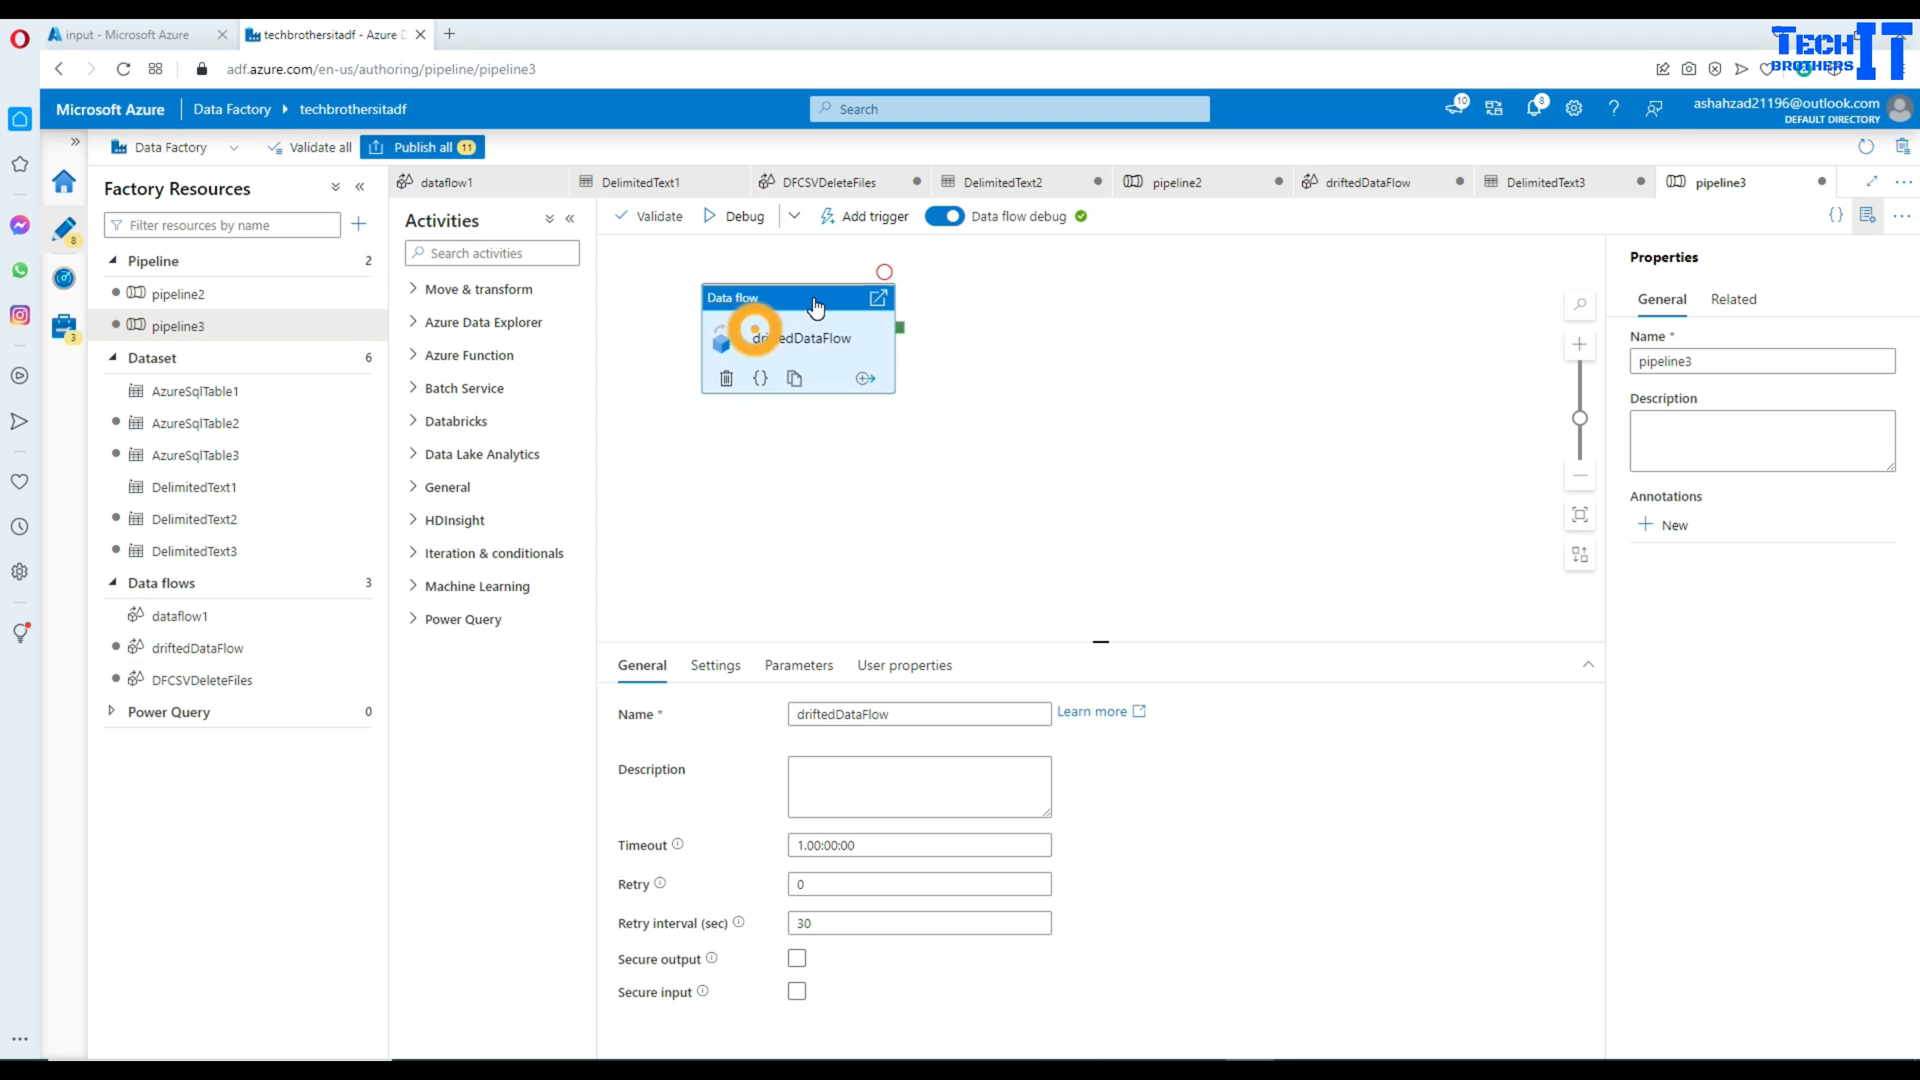 input - Microsoft Azure
techbrothersitadf - Azure D
TECH IT
BROTHERS
adf.azure.com/en-us/authoring/pipeline/pipeline3
Microsoft Azure
Data Factory
techbrothersitadf
Search
10
8
ashahzad21196@outlook.com
DEFAULT DIRECTORY
Data Factory
Validate all
Publish all
11
Factory Resources
Filter resources by name
8
3
Pipeline
2
pipeline2
pipeline3
Dataset
6
AzureSqlTable1
AzureSqlTable2
AzureSqlTable3
DelimitedText1
DelimitedText2
DelimitedText3
Data flows
3
dataflow1
driftedDataFlow
DFCSVDeleteFiles
Power Query
0
dataflow1
DelimitedText1
DFCSVDeleteFiles
DelimitedText2
pipeline2
driftedDataFlow
DelimitedText3
pipeline3
Activities
Search activities
Move & transform
Azure Data Explorer
Azure Function
Batch Service
Databricks
Data Lake Analytics
General
HDInsight
Iteration & conditionals
Machine Learning
Power Query
Validate
Debug
Add trigger
Data flow debug
Data flow
driftedDataFlow
General
Settings
Parameters
User properties
Name *
driftedDataFlow
Learn more
Description
Timeout
1.00:00:00
Retry
0
Retry interval (sec)
30
Secure output
Secure input
Properties
General
Related
Name *
pipeline3
Description
Annotations
New